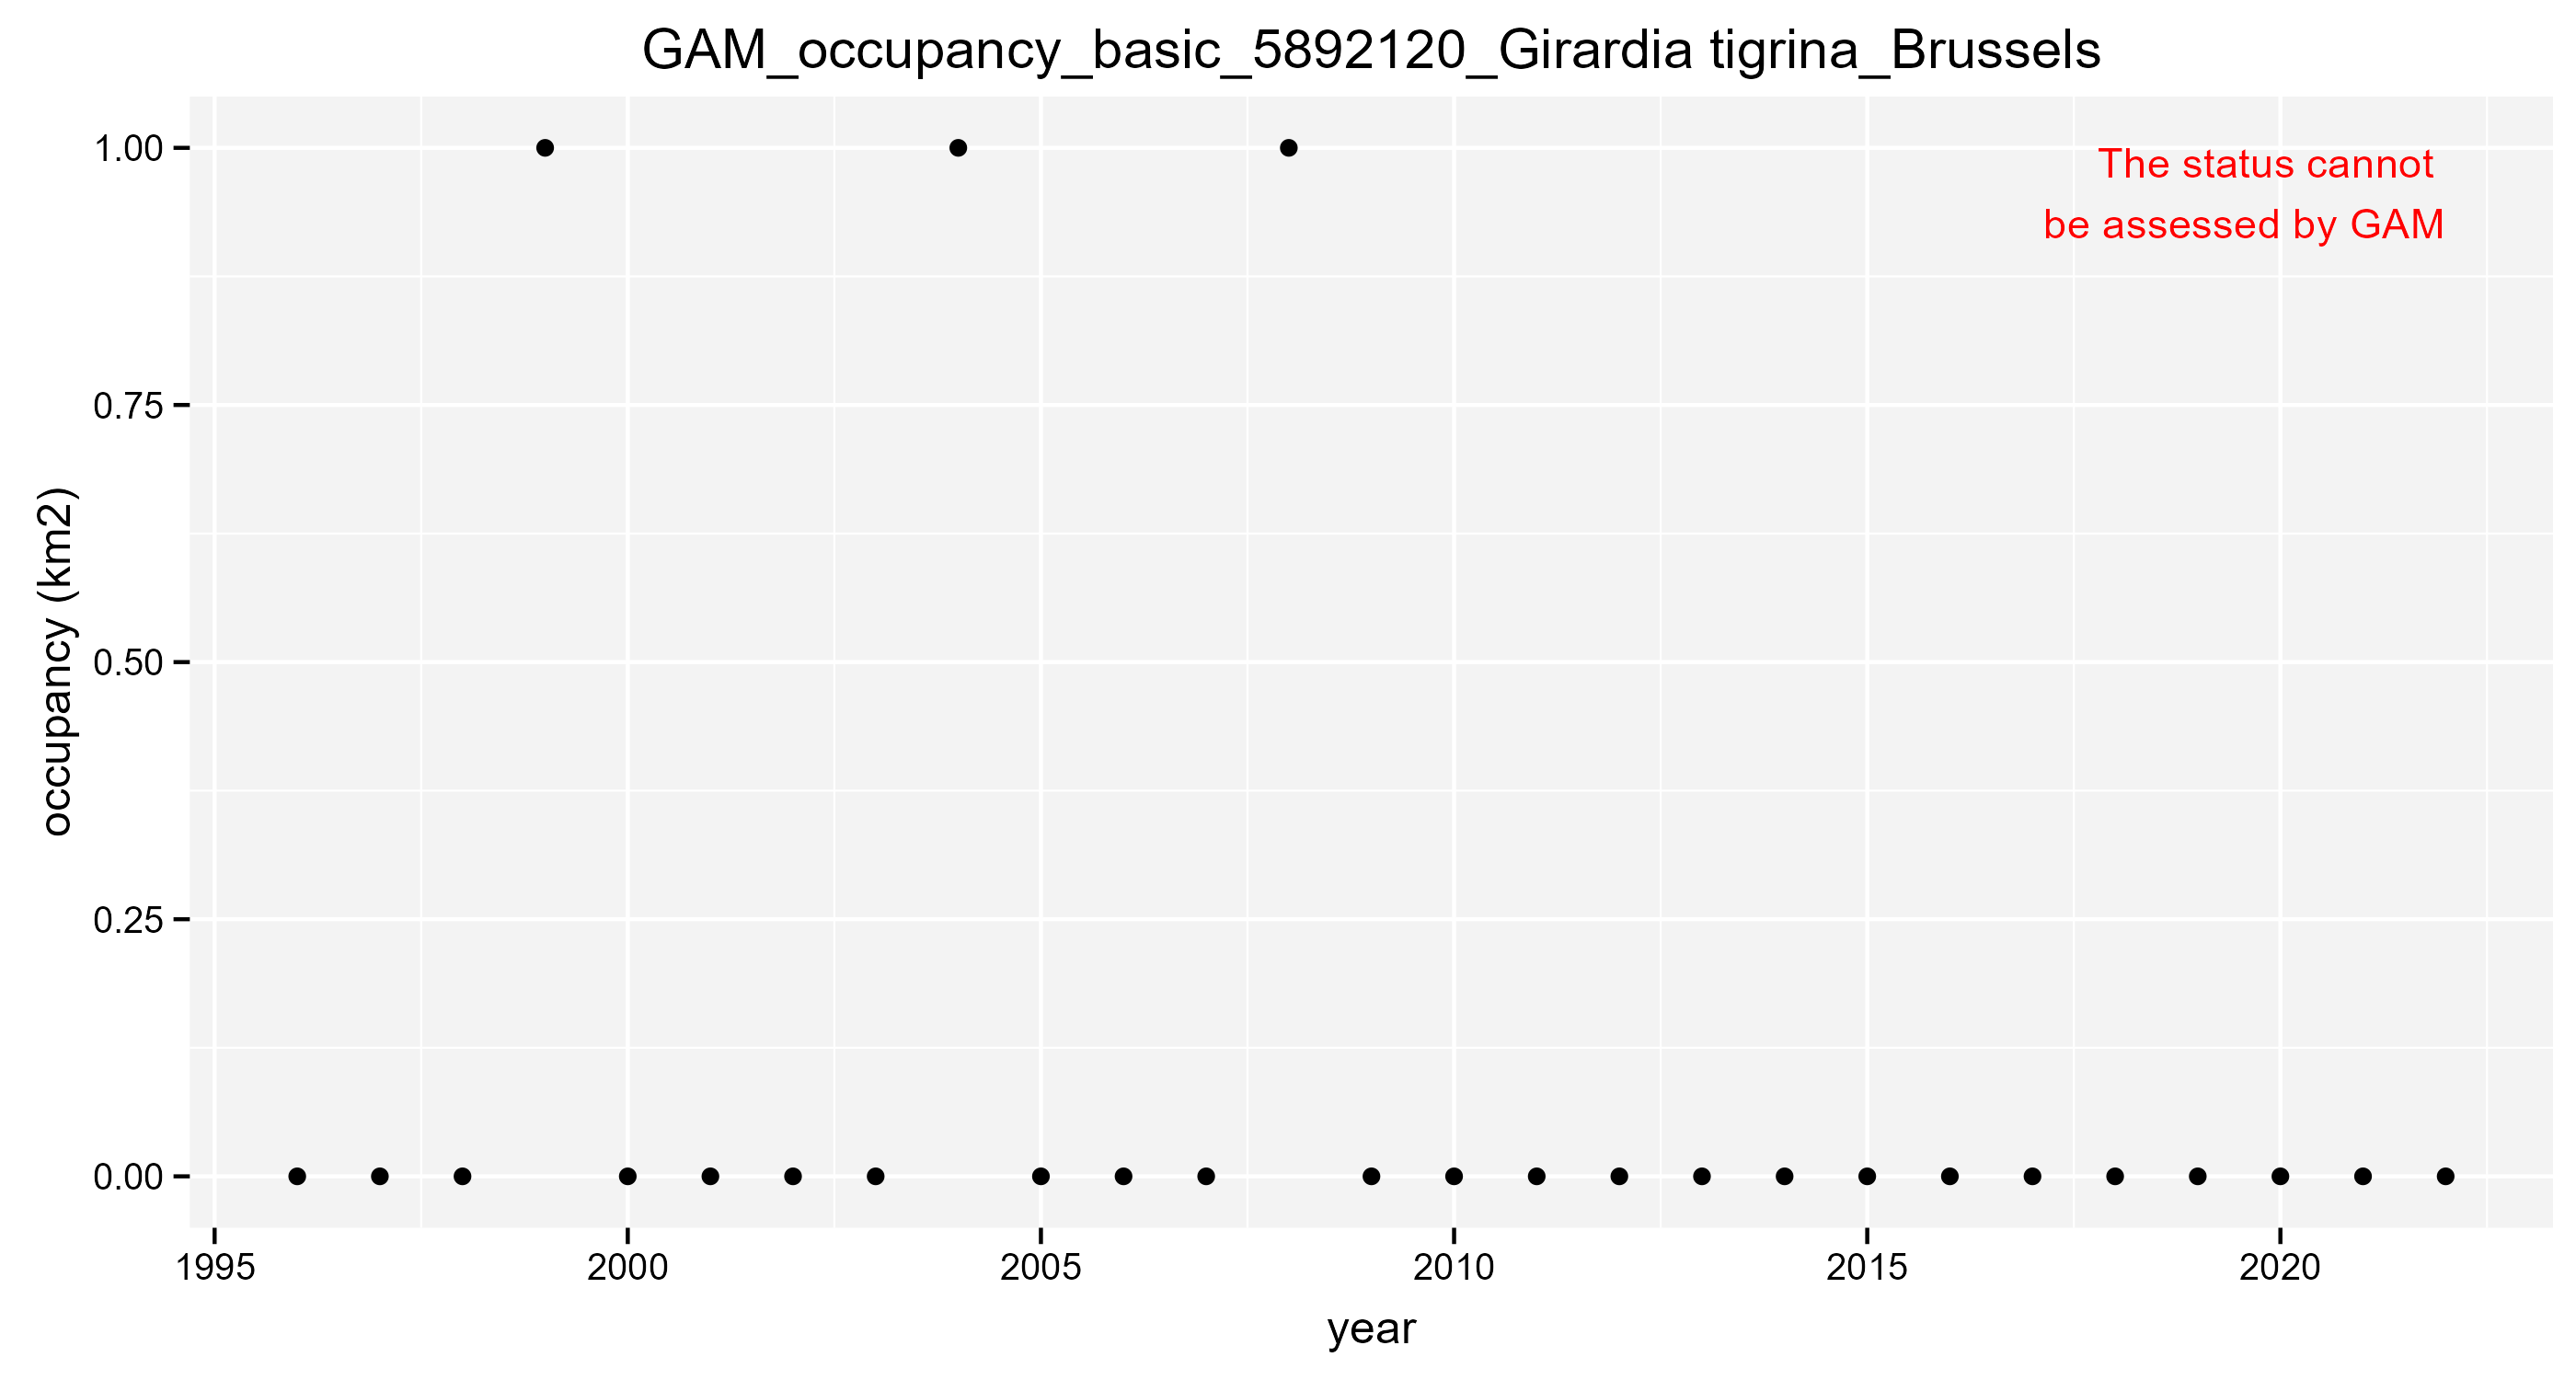 GAM_occupancy_basic_5892120_Girardia tigrina_Brussels
The status cannot
be assessed by GAM
1.00
0.75
0.50
0.25
0.00
occupancy (km2)
1995 2000 2005 2010 2015 2020
year